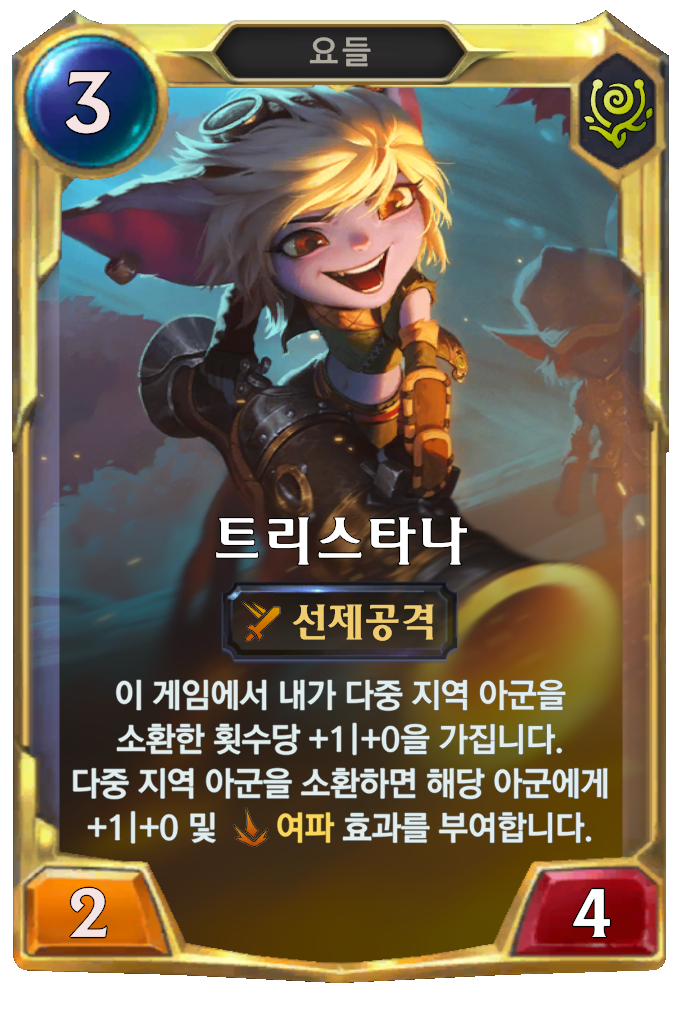 요들
3
트리스타나
선제공격
이 게임에서 내가 다중 지역 아군을
소환한 횟수당 +1|+0을 가집니다.
다중 지역 아군을 소환하면 해당 아군에게
+1|+0 및 여파 효과를 부여합니다.
2
4